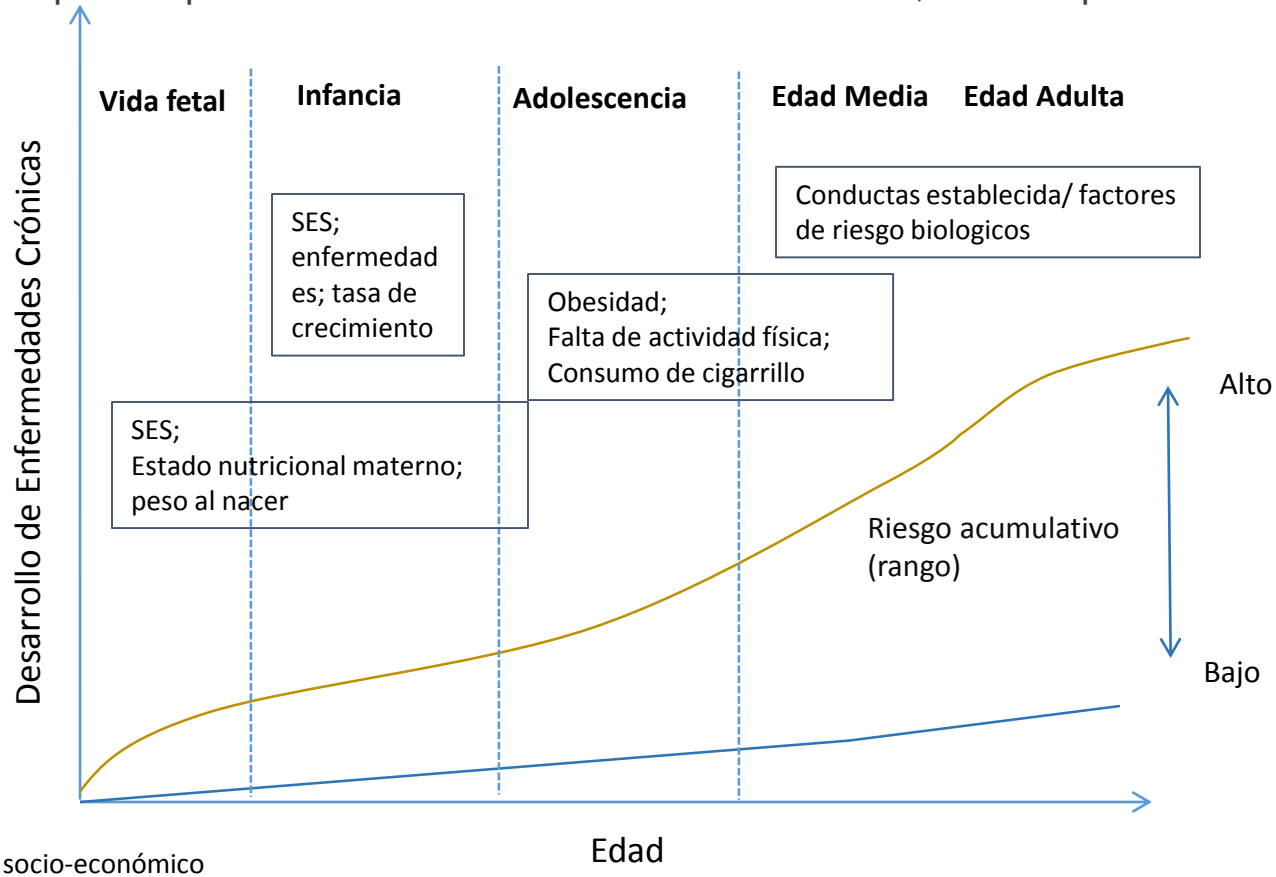 Vida fetal
Infancia
Adolescencia
Edad Media
Edad Adulta
Desarrollo de Enfermedades Crónicas
Conductas establecida/ factores
de riesgo biologicos
SES;
enfermedad
es; tasa de
crecimiento
Obesidad;
Falta de actividad física;
Consumo de cigarrillo
SES;
Estado nutricional materno;
peso al nacer
Alto
Riesgo acumulativo
(rango)
Bajo
Edad
socio-económico